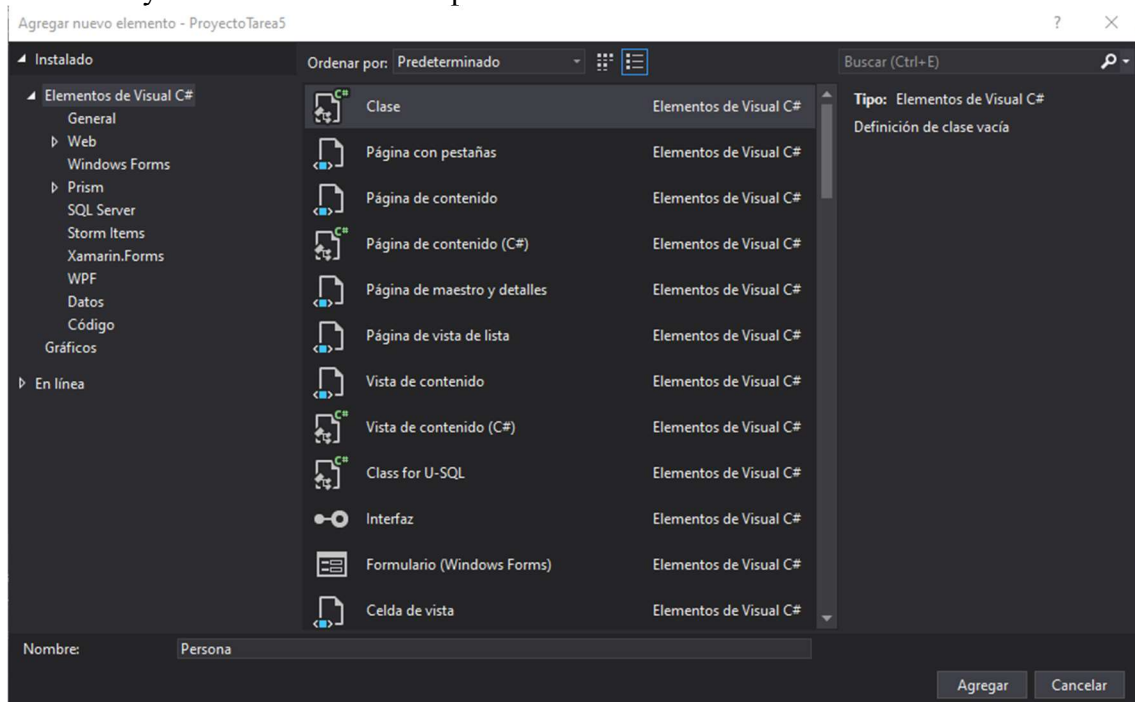 Agregar nuevo elemento - ProyectoTarea5
?
Instalado
Ordenar por: Predeterminado
Buscar (Ctrl+E)
Elementos de Visual C#
General
Web
Windows Forms
Prism
SQL Server
Storm Items
Xamarin.Forms
WPF
Datos
Código
Gráficos
En línea
Clase Elementos de Visual C#
Página con pestañas Elementos de Visual C#
Página de contenido Elementos de Visual C#
Página de contenido (C#) Elementos de Visual C#
Página de maestro y detalles Elementos de Visual C#
Página de vista de lista Elementos de Visual C#
Vista de contenido Elementos de Visual C#
Vista de contenido (C#) Elementos de Visual C#
Class for U-SQL Elementos de Visual C#
Interfaz Elementos de Visual C#
Formulario (Windows Forms) Elementos de Visual C#
Celda de vista Elementos de Visual C#
Tipo: Elementos de Visual C#
Definición de clase vacía
Nombre: Persona
Agregar Cancelar